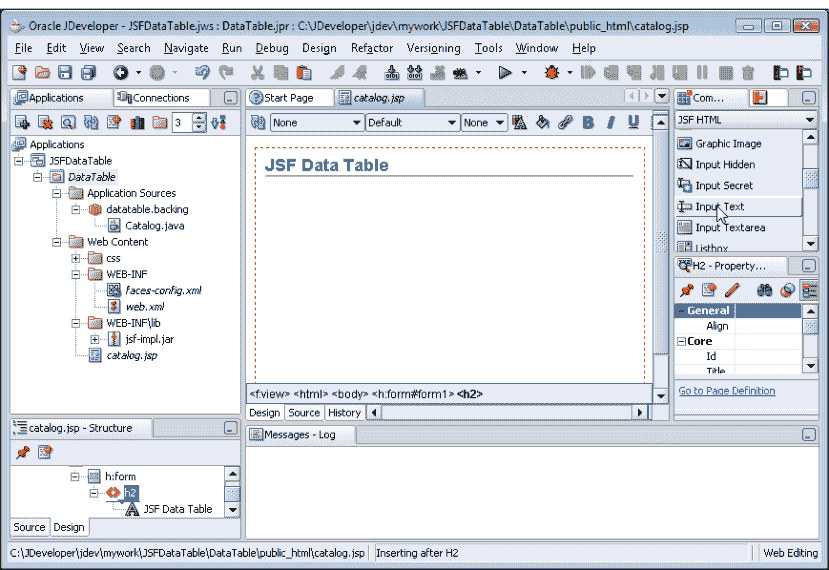 Oracle JDeveloper - JSFDataTable.jws : DataTable.jpr : C:\JDeveloper\jdev\mywork\JSFDataTable\DataTable\public_html\catalog.jsp
File Edit View Search Navigate Run Debug Design Refactor Versioning Tools Window Help
Applications
Connections
3
Applications
JSFDataTable
DataTable
Application Sources
datatable.backing
Catalog.java
Web Content
css
WEB-INF
faces-config.xml
web.xml
WEB-INF\lib
jsf-impl.jar
catalog.jsp
catalog.jsp - Structure
h:form
h2
JSF Data Table
Source Design
Start Page
catalog.jsp
None Default None B I U
JSF Data Table
<f:view> <html> <body> <h:form#form1> <h2>
Design Source History
Messages - Log
Com...
JSF HTML
Graphic Image
Input Hidden
Input Secret
Input Text
Input Textarea
Listbox
H2 - Property...
General
Align
Core
Id
Title
Go to Page Definition
C:\JDeveloper\jdev\mywork\JSFDataTable\DataTable\public_html\catalog.jsp Inserting after H2 Web Editing